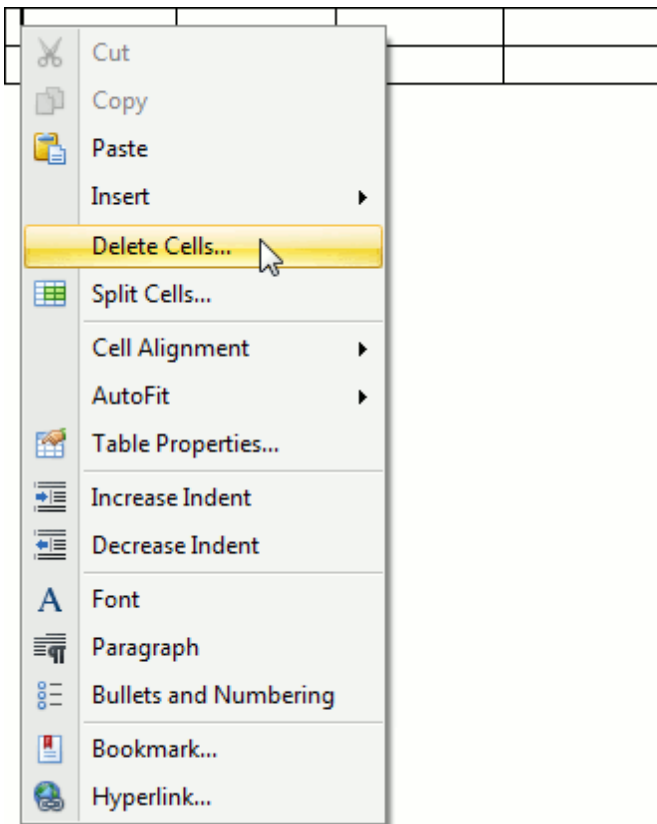 Cut
Copy
Paste
Insert
Delete Cells...
Split Cells...
Cell Alignment
AutoFit
Table Properties...
Increase Indent
Decrease Indent
Font
Paragraph
Bullets and Numbering
Bookmark...
Hyperlink...